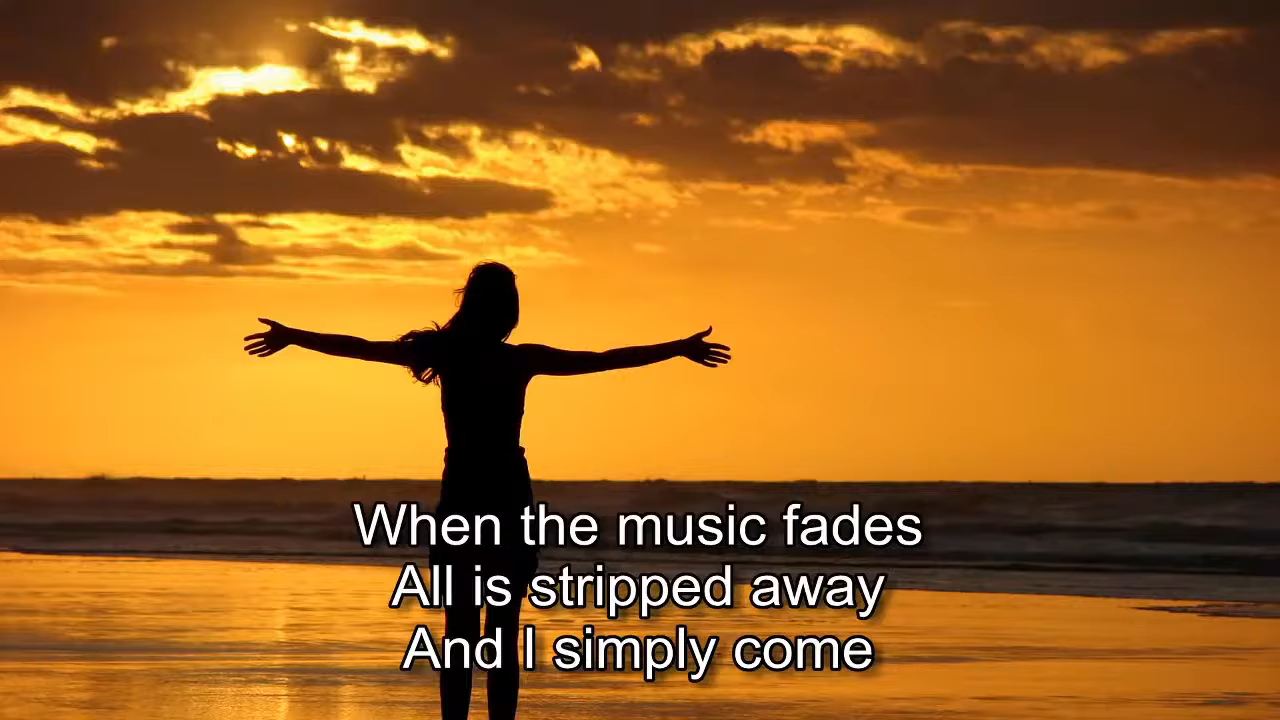 When the music fades
All is stripped away
And I simply come